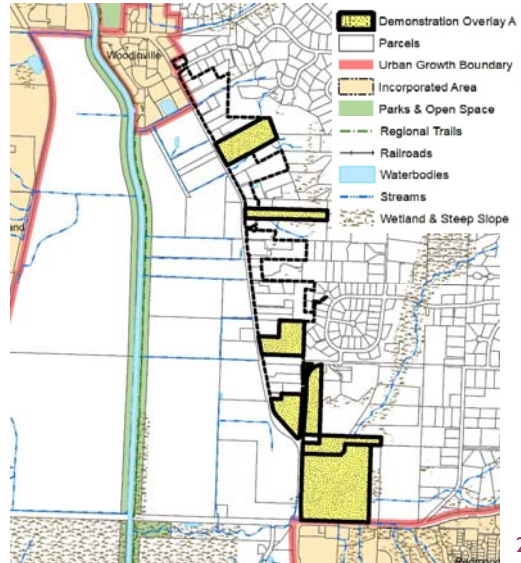 Woodinville
Demonstration Overlay A
Parcels
Urban Growth Boundary
Incorporated Area
Parks & Open Space
Regional Trails
Railroads
Waterbodies
Streams
Wetland & Steep Slope
and
2